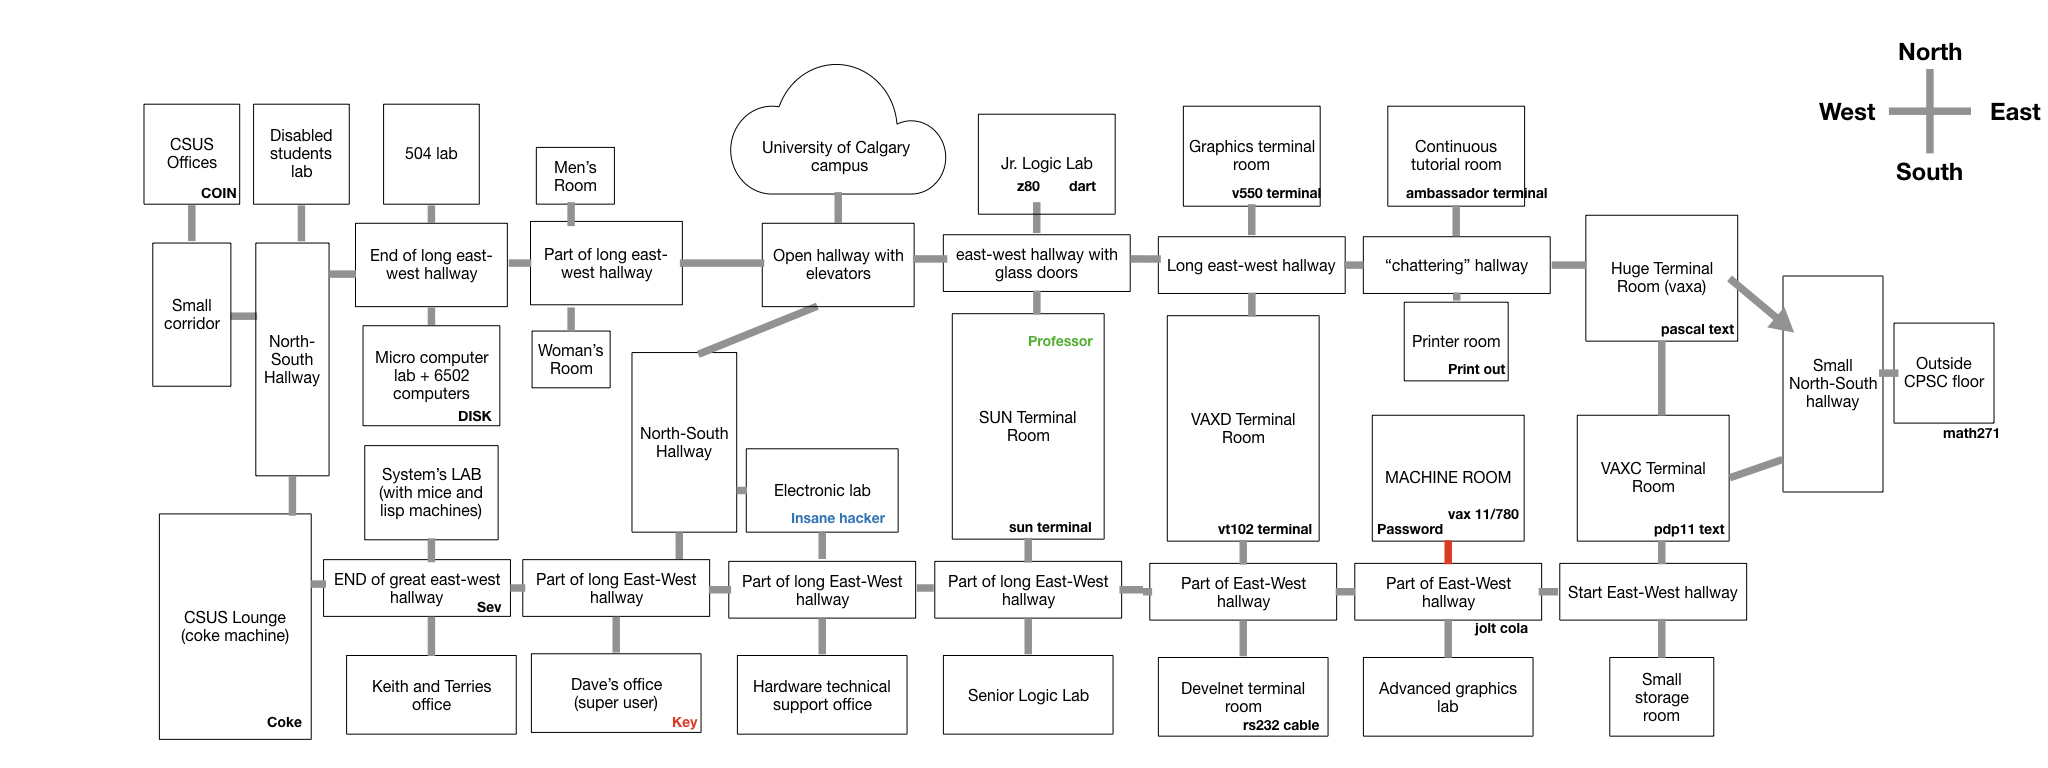 North
West
East
South
CSUS
Offices
COIN
Disabled
students
lab
504 lab
Men's
Room
University of Calgary
campus
Jr. Logic Lab
z80 dart
Graphics terminal
room
v550 terminal
Continuous
tutorial room
ambassador terminal
Small
corridor
North-
South
Hallway
End of long east-
west hallway
Part of long east-
west hallway
Open hallway with
elevators
east-west hallway with
glass doors
Long east-west hallway
“chattering” hallway
Huge Terminal
Room (vaxa)
pascal text
Small
North-South
hallway
Outside
CPSC floor
math271
Micro computer
lab + 6502
computers
DISK
Woman's
Room
North-South
Hallway
Professor
SUN Terminal
Room
sun terminal
VAXD Terminal
Room
vt102 terminal
Printer room
Print out
System's LAB
(with mice and
lisp machines)
Electronic lab
Insane hacker
MACHINE ROOM
vax 11/780
Password
VAXC Terminal
Room
pdp11 text
CSUS Lounge
(coke machine)
Coke
END of great east-west
hallway
Sev
Part of long East-West
hallway
Part of long East-West
hallway
Part of long East-West
hallway
Part of East-West
hallway
Part of East-West
hallway
jolt cola
Start East-West hallway
Keith and Terries
office
Dave's office
(super user)
Key
Hardware technical
support office
Senior Logic Lab
Develnet terminal
room
rs232 cable
Advanced graphics
lab
Small
storage
room